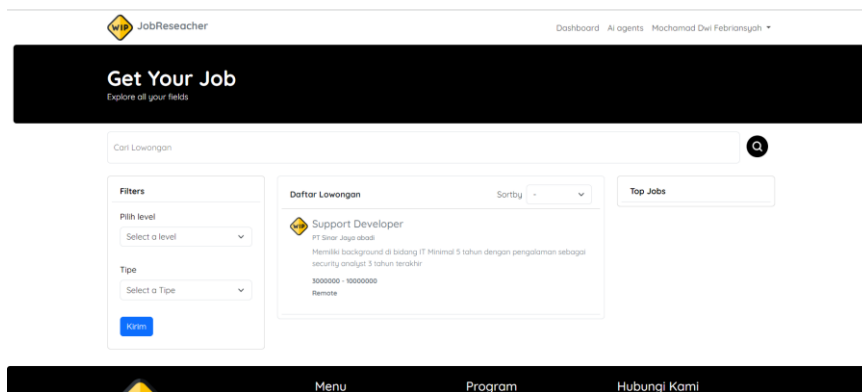 WIP JobReseacher
Dashboard Ai agents Mochamad Dwi Febriansyah
Get Your Job
Explore all your fields
Cari Lowongan
Filters
Pilih level
Select a level
Tipe
Select a Tipe
Kirim
Daftar Lowongan
Sortby -
WIP Support Developer
PT Sinar Jaya abadi
Memiliki background di bidang IT Minimal 5 tahun dengan pengalaman sebagai
security analyst 3 tahun terakhir
3000000 - 10000000
Remote
Top Jobs
Menu Program Hubungi Kami